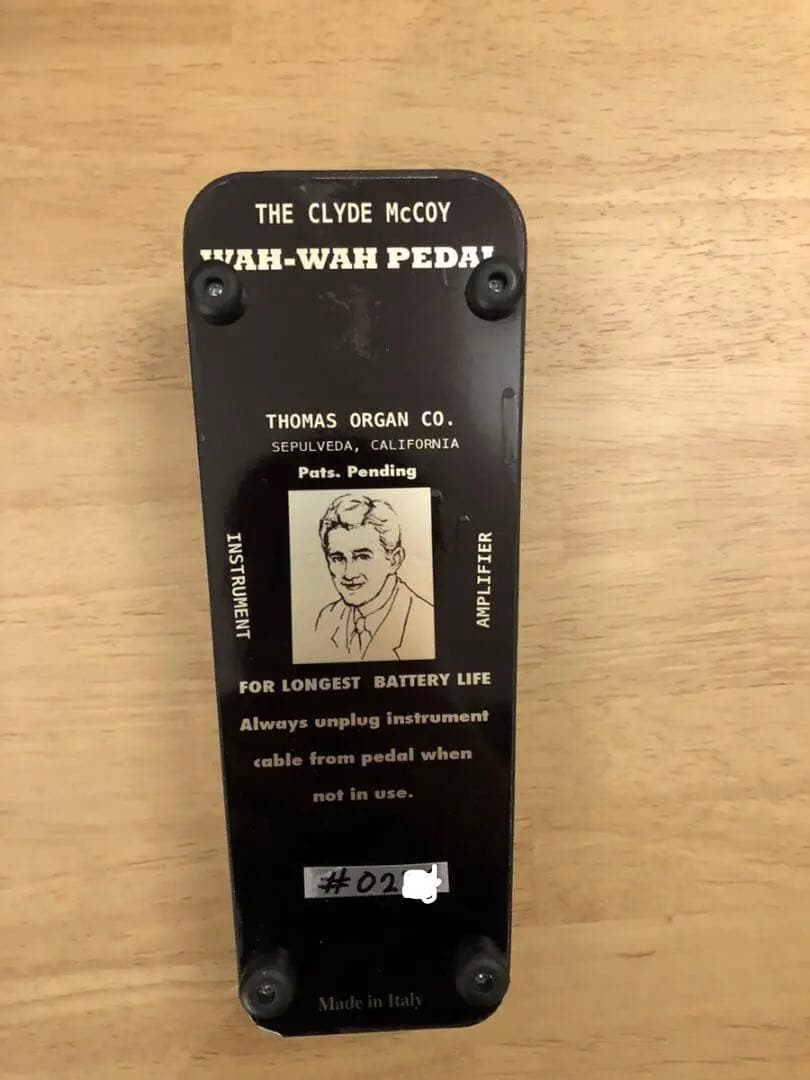 THE CLYDE McCOY
WAH-WAH PEDAL
THOMAS ORGAN CO.
SEPULVEDA, CALIFORNIA
Pats. Pending
INSTRUMENT
AMPLIFIER
FOR LONGEST BATTERY LIFE
Always unplug instrument
cable from pedal when
not in use.
#02
Made in Italy